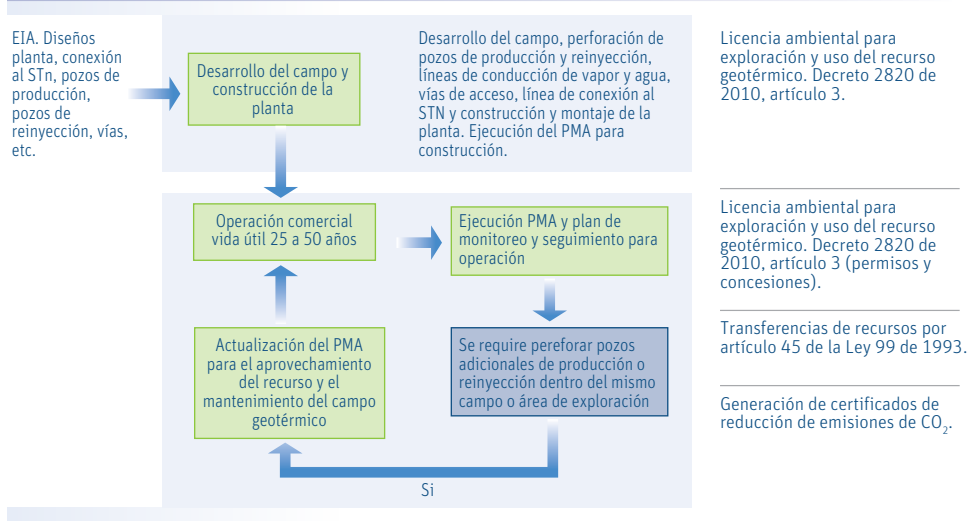 EIA. Diseños
planta, conexión
al STn, pozos de
producción,
pozos de
reinyección, vías,
etc.
Desarrollo del campo y
construcción de la
planta
Desarrollo del campo, perforación de
pozos de producción y reinyección,
líneas de conducción de vapor y agua,
vías de acceso, línea de conexión al
STN y construcción y montaje de la
planta. Ejecución del PMA para
construcción.
Licencia ambiental para
exploración y uso del recurso
geotérmico. Decreto 2820 de
2010, artículo 3.
Operación comercial
vida útil 25 a 50 años
Ejecución PMA y plan de
monitoreo y seguimiento para
operación
Licencia ambiental para
exploración y uso del recurso
geotérmico. Decreto 2820 de
2010, artículo 3 (permisos y
concesiones).
Actualización del PMA
para el aprovechamiento
del recurso y el
mantenimiento del campo
geotérmico
Se require pereforar pozos
adicionales de producción o
reinyección dentro del mismo
campo o área de exploración
Transferencias de recursos por
artículo 45 de la Ley 99 de 1993.
Generación de certificados de
reducción de emisiones de CO₂.
Si